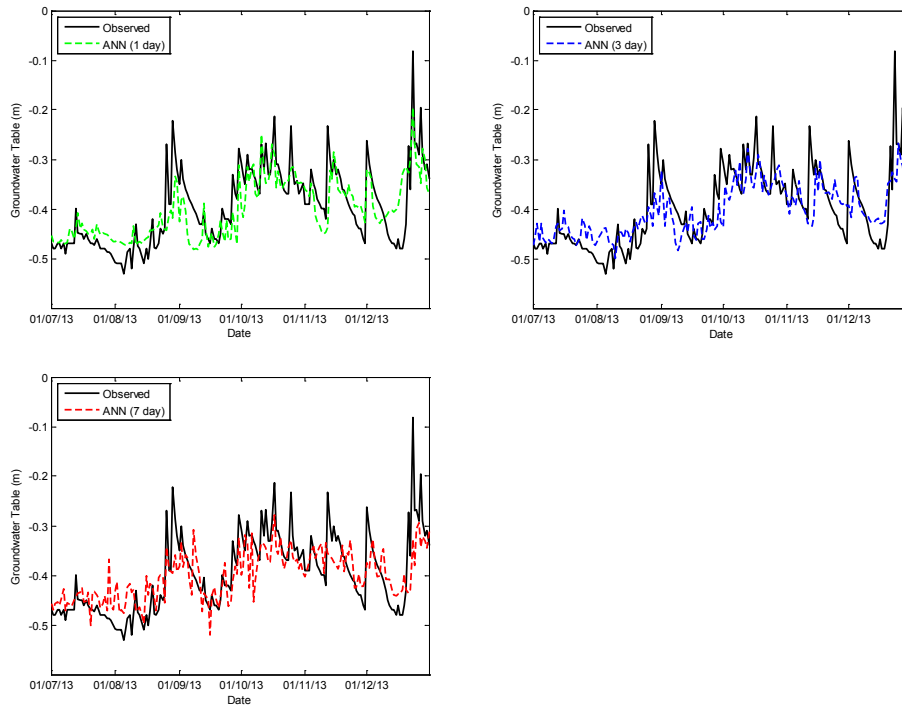 0
-0.1
-0.2
-0.3
-0.4
-0.5
Groundwater Table (m)
Observed
ANN (1 day)
01/07/13 01/08/13 01/09/13 01/10/13 01/11/13 01/12/13
Date
0
-0.1
-0.2
-0.3
-0.4
-0.5
Groundwater Table (m)
Observed
ANN (3 day)
01/07/13 01/08/13 01/09/13 01/10/13 01/11/13 01/12/13
Date
0
-0.1
-0.2
-0.3
-0.4
-0.5
Groundwater Table (m)
Observed
ANN (7 day)
01/07/13 01/08/13 01/09/13 01/10/13 01/11/13 01/12/13
Date